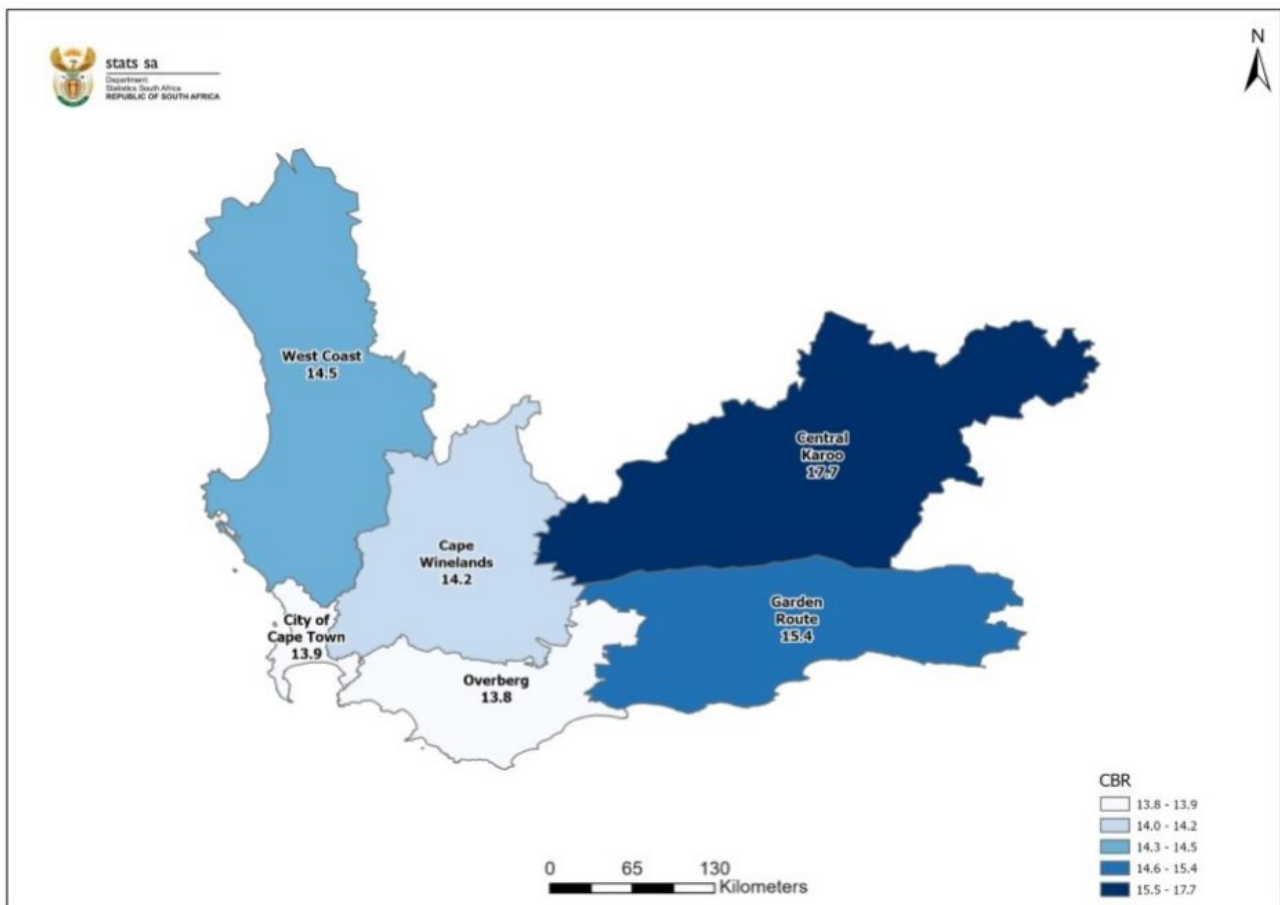 stats sa
Department:
Statistics South Africa
REPUBLIC OF SOUTH AFRICA
N
West Coast
14.5
Central
Karoo
17.7
Cape
Winelands
14.2
Garden
Route
15.4
City of
Cape Town
13.9
Overberg
13.8
CBR
13.8 - 13.9
14.0 - 14.2
14.3 - 14.5
14.6 - 15.4
15.5 - 17.7
0 65 130
Kilometers